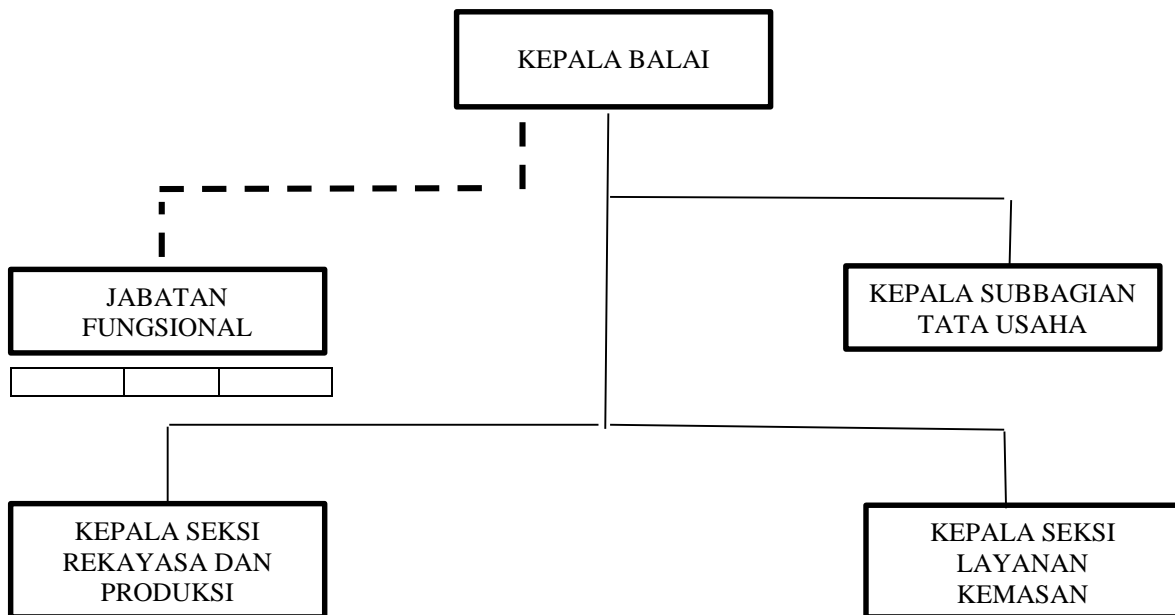 KEPALA BALAI
JABATAN
FUNGSIONAL
KEPALA SUBBAGIAN
TATA USAHA
KEPALA SEKSI
REKAYASA DAN
PRODUKSI
KEPALA SEKSI
LAYANAN
KEMASAN